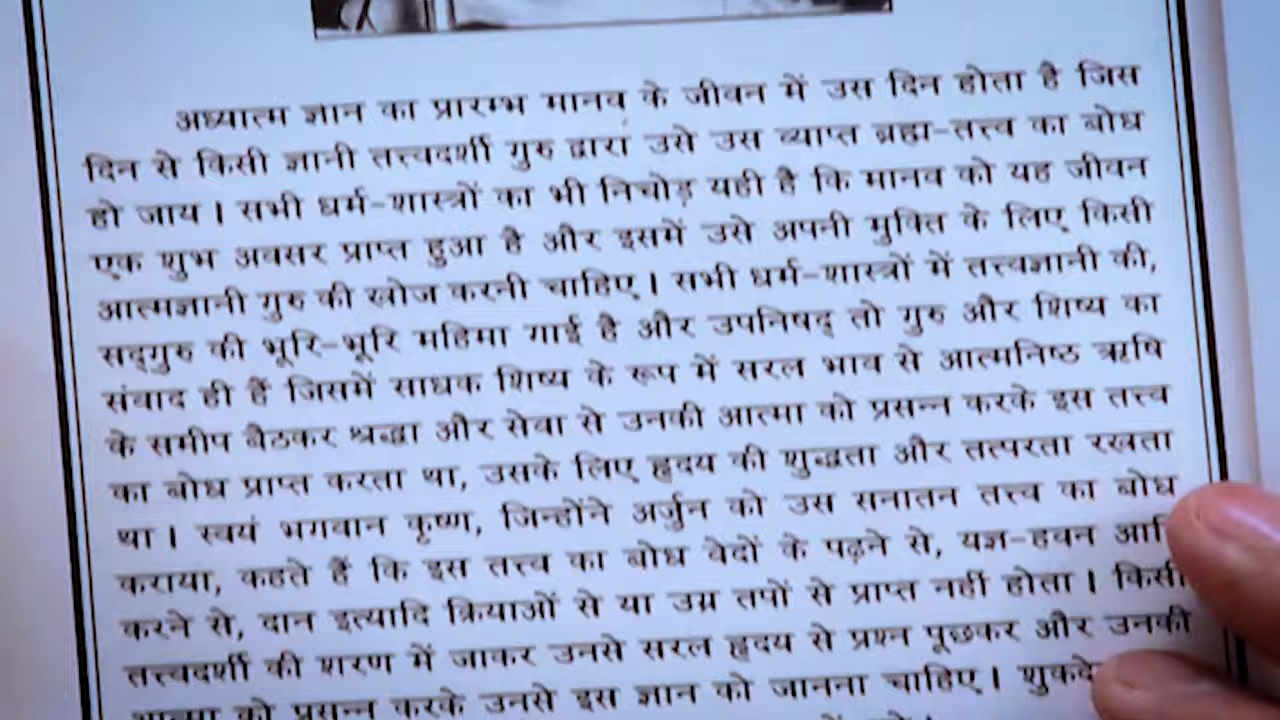 अध्यात्म ज्ञान का प्रारम्भ मानव के जीवन में उस दिन होता है जिस
दिन से किसी ज्ञानी तत्त्वदर्शी गुरु द्वारा उसे उस व्याप्त ब्रह्म-तत्त्व का बोध
हो जाय । सभी धर्म-शास्त्रों का भी निचोड़ यही है कि मानव को यह जीवन
एक शुभ अवसर प्राप्त हुआ है और इसमें उसे अपनी मुक्ति के लिए किसी
आत्मज्ञानी गुरु की खोज करनी चाहिए । सभी धर्म-शास्त्रों में तत्त्वज्ञानी की,
सद्गुरु की भूरि-भूरि महिमा गाई है और उपनिषद् तो गुरु और शिष्य का
संवाद ही हैं जिसमें साधक शिष्य के रूप में सरल भाव से आत्मनिष्ठ ऋषि
के समीप बैठकर श्रद्धा और सेवा से उनकी आत्मा को प्रसन्न करके इस तत्त्व
का बोध प्राप्त करता था, उसके लिए हृदय की शुद्धता और तत्परता रखता
था । स्वयं भगवान कृष्ण, जिन्होंने अर्जुन को उस सनातन तत्त्व का बोध
कराया, कहते हैं कि इस तत्त्व का बोध वेदों के पढ़ने से, यज्ञ-हवन
करने से, दान इत्यादि क्रियाओं से या उग्र तपों से प्राप्त नहीं होता । किसी
तत्त्वदर्शी की शरण में जाकर उनसे सरल हृदय से प्रश्न पूछकर और उनकी
आत्मा को प्रसन्न करके उनसे इस ज्ञान को जानना चाहिए ।